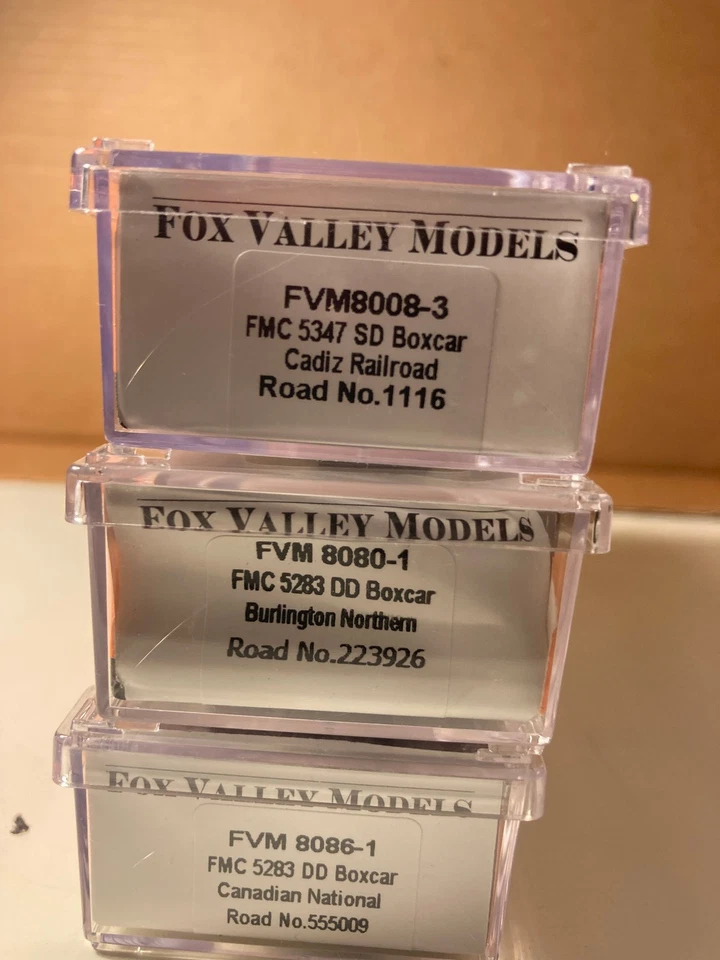 FOX VALLEY MODELS
FVM8008-3
FMC 5347 SD Boxcar
Cadiz Railroad
Road No.1116
FOX VALLEY MODELS
FVM 8080-1
FMC 5283 DD Boxcar
Burlington Northern
Road No.223926
FOX VALLEY MODELS
FVM 8086-1
FMC 5283 DD Boxcar
Canadian National
Road No.555009